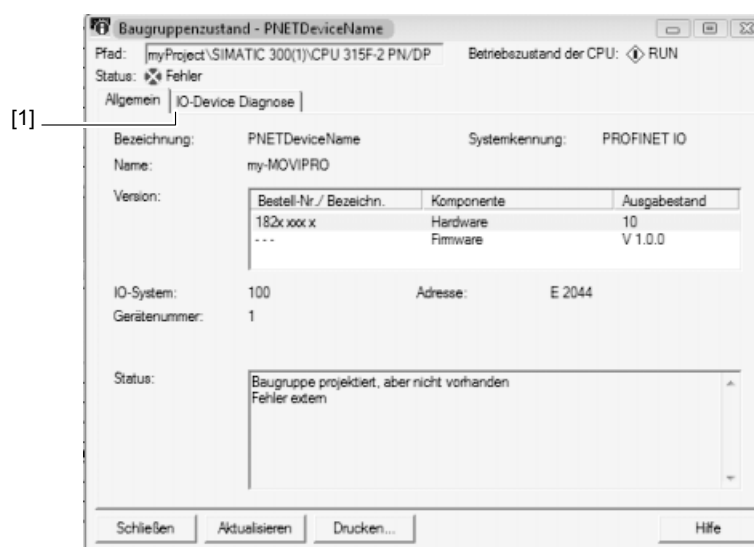 Baugruppenzustand - PNETDeviceName
Pfad: myProject\SIMATIC 300(1)\CPU 315F-2 PN/DP Betriebszustand der CPU: RUN
Status: Fehler
Allgemein IO-Device Diagnose
[1]
Bezeichnung: PNETDeviceName Systemkennung: PROFINET IO
Name: my-MOVIPRO
Version: Bestell-Nr./ Bezeichn. Komponente Ausgabestand
182x xxx x Hardware 10
- - - Firmware V 1.0.0
IO-System: 100 Adresse: E 2044
Gerätenummer: 1
Status: Baugruppe projektiert, aber nicht vorhanden
Fehler extern
Schließen Aktualisieren Drucken... Hilfe